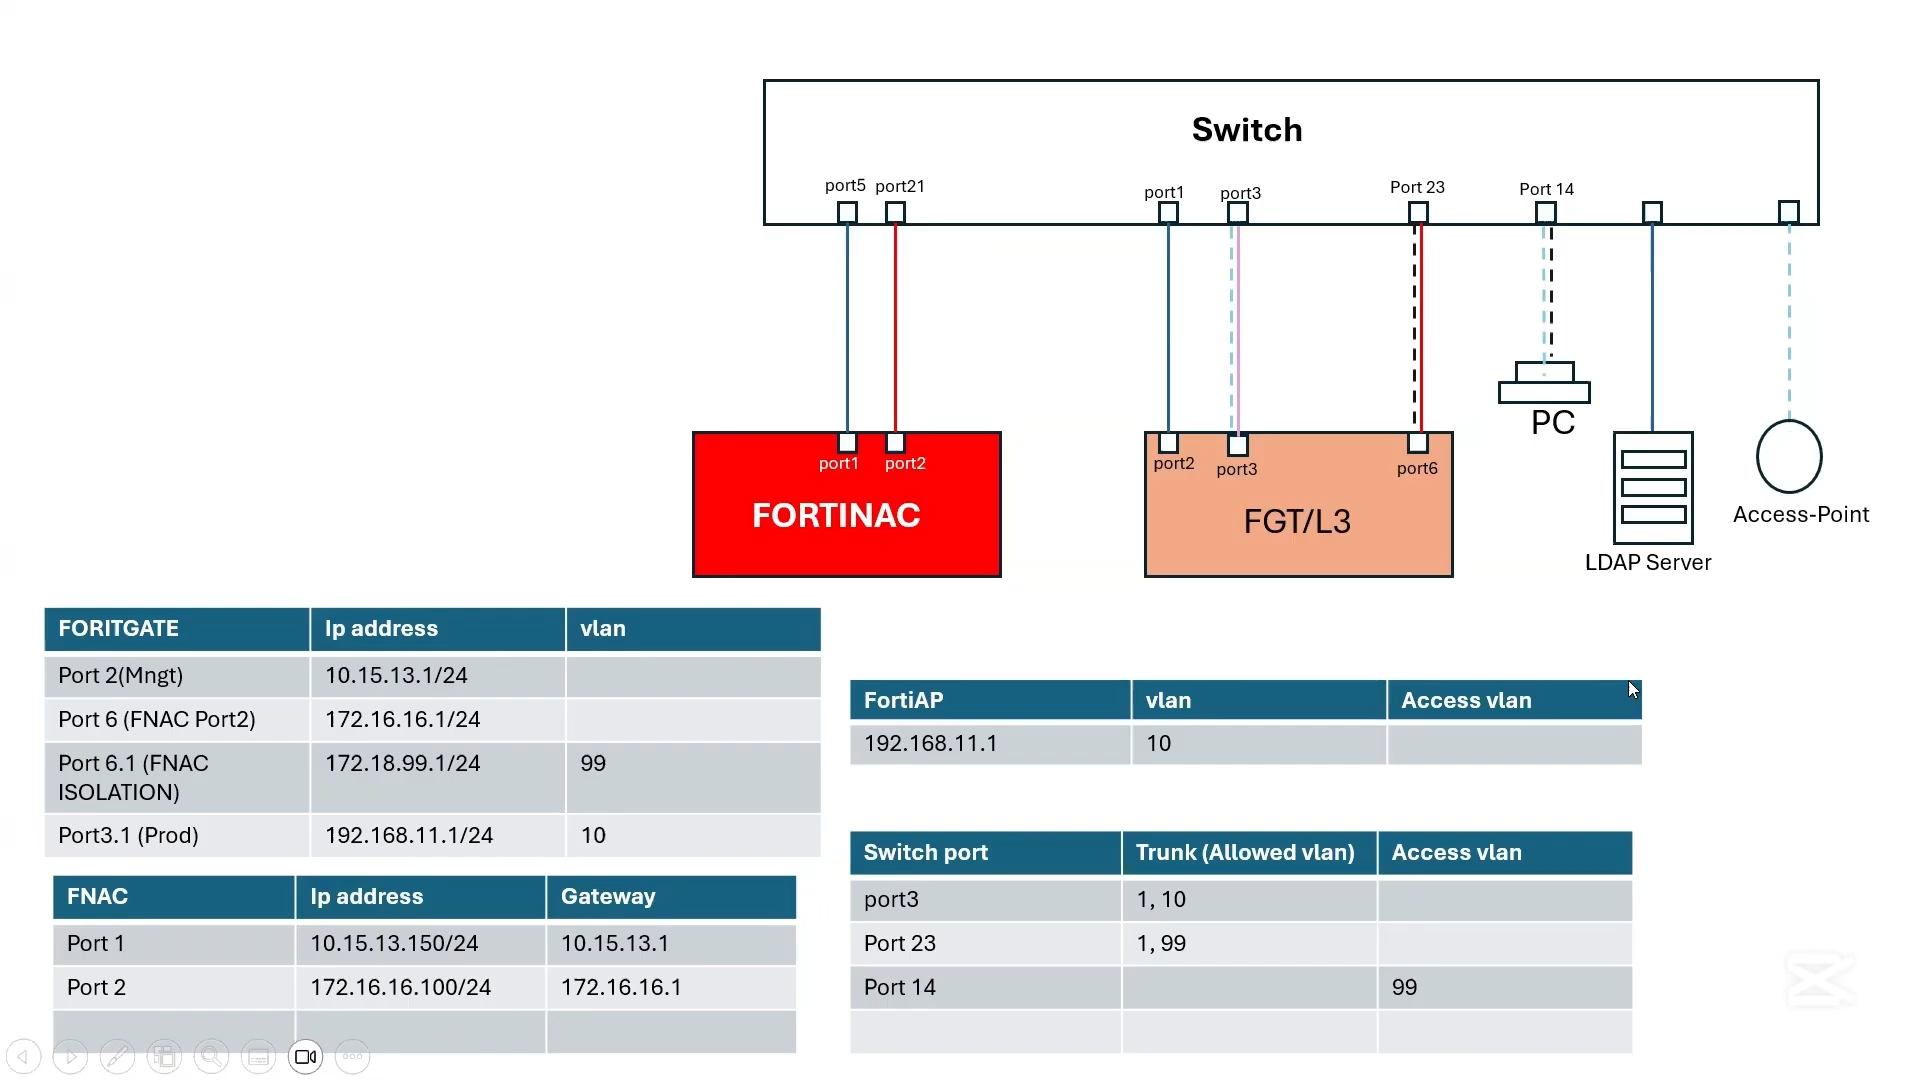 Switch
port5 port21 port1 port3 Port 23 Port 14
port1 port2 port2 port3 port6
PC
FORTINAC
FGT/L3
Access-Point
LDAP Server
FORITGATE Ip address vlan
Port 2(Mngt) 10.15.13.1/24
Port 6 (FNAC Port2) 172.16.16.1/24
Port 6.1 (FNAC 172.18.99.1/24 99
ISOLATION)
Port3.1 (Prod) 192.168.11.1/24 10
FNAC Ip address Gateway
Port 1 10.15.13.150/24 10.15.13.1
Port 2 172.16.16.100/24 172.16.16.1
FortiAP vlan Access vlan
192.168.11.1 10
Switch port Trunk (Allowed vlan) Access vlan
port3 1, 10
Port 23 1, 99
Port 14 99